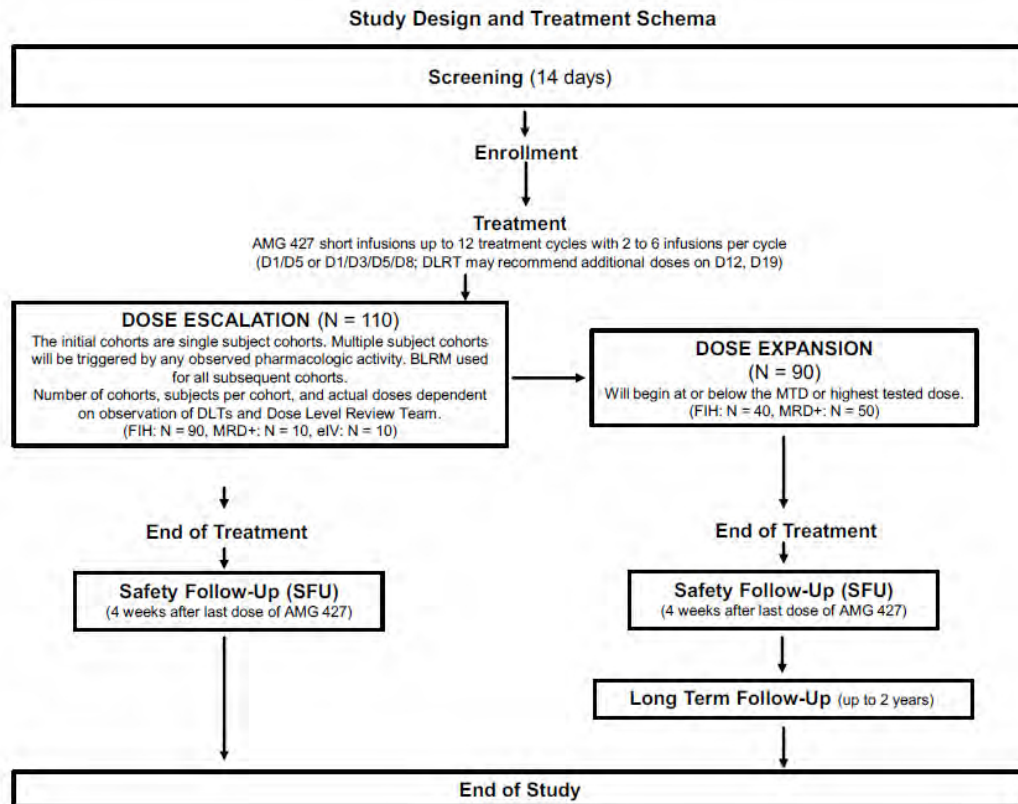 Study Design and Treatment Schema
Screening (14 days)
Enrollment
Treatment
AMG 427 short infusions up to 12 treatment cycles with 2 to 6 infusions per cycle
(D1/D5 or D1/D3/D5/D8; DLRT may recommend additional doses on D12, D19)
DOSE ESCALATION (N = 110)
The initial cohorts are single subject cohorts. Multiple subject cohorts
will be triggered by any observed pharmacologic activity. BLRM used
for all subsequent cohorts.
Number of cohorts, subjects per cohort, and actual doses dependent
on observation of DLTs and Dose Level Review Team.
(FIH: N = 90, MRD+: N = 10, eIV: N = 10)
DOSE EXPANSION
(N = 90)
Will begin at or below the MTD or highest tested dose.
(FIH: N = 40, MRD+: N = 50)
End of Treatment
Safety Follow-Up (SFU)
(4 weeks after last dose of AMG 427)
End of Treatment
Safety Follow-Up (SFU)
(4 weeks after last dose of AMG 427)
Long Term Follow-Up (up to 2 years)
End of Study